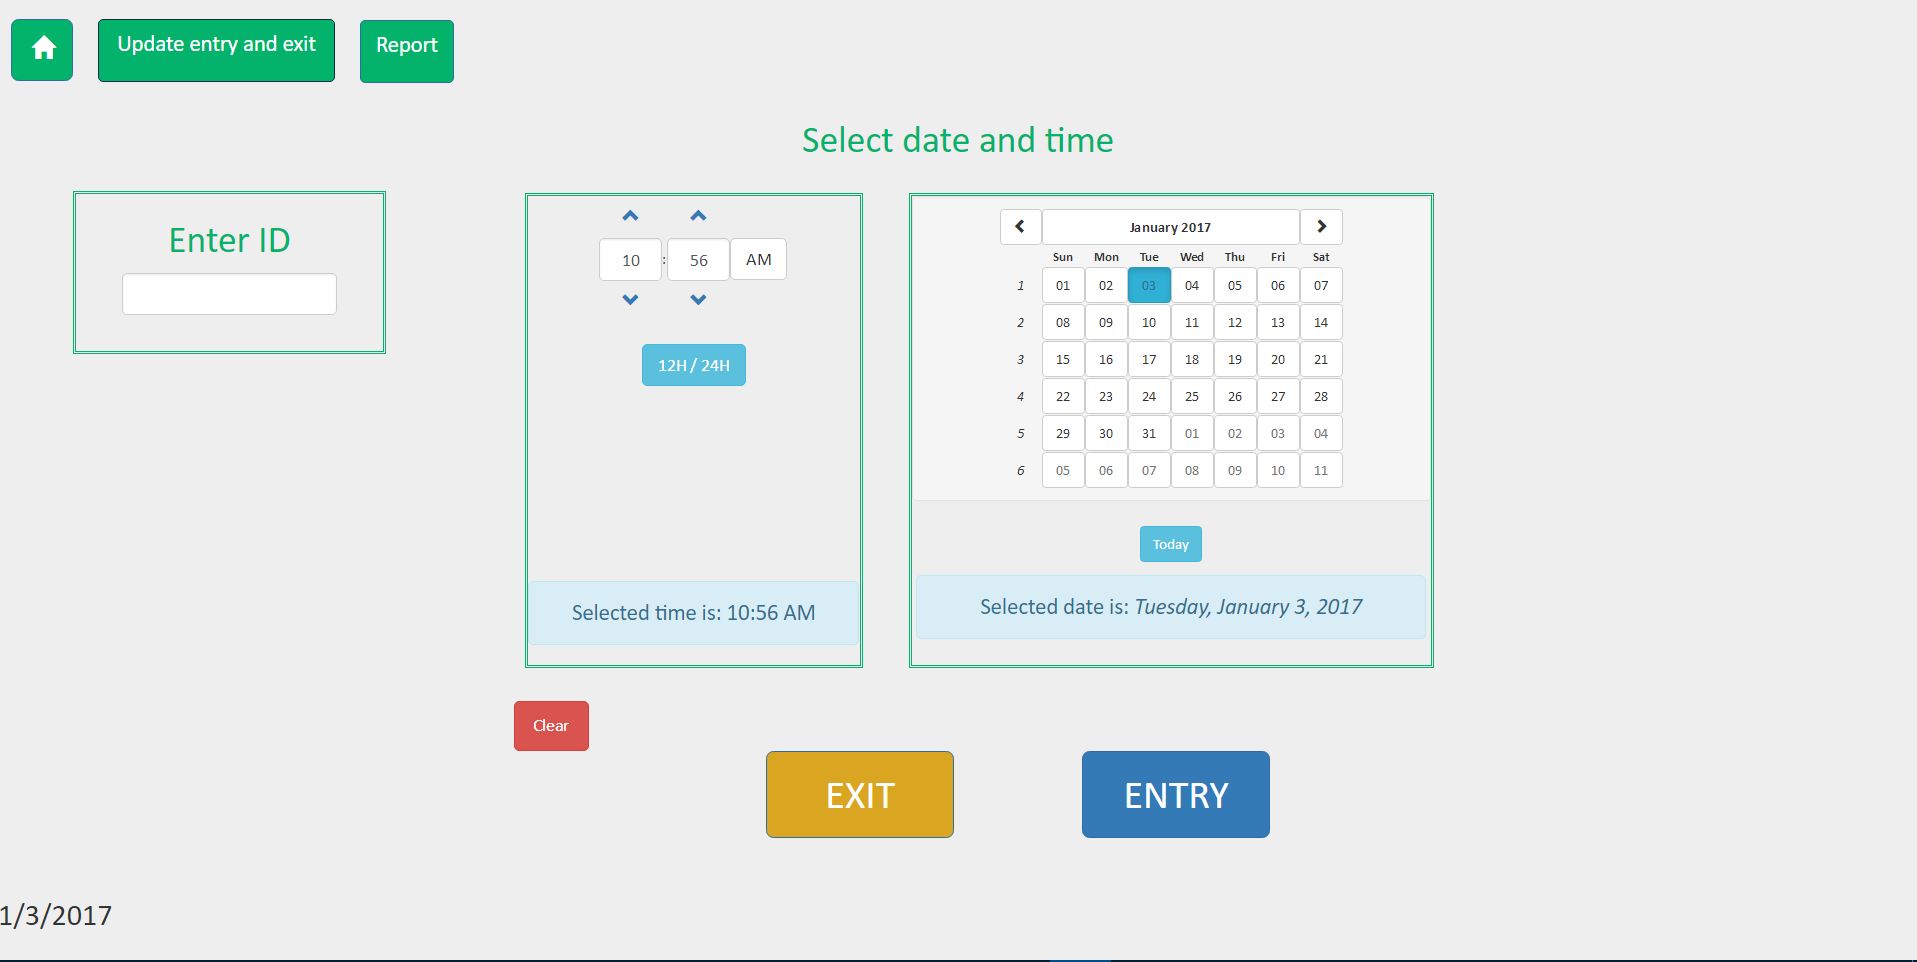 Update entry and exit
Report
Select date and time
Enter ID
10 : 56 AM
12H / 24H
Selected time is: 10:56 AM
January 2017
Sun Mon Tue Wed Thu Fri Sat
1 01 02 03 04 05 06 07
2 08 09 10 11 12 13 14
3 15 16 17 18 19 20 21
4 22 23 24 25 26 27 28
5 29 30 31 01 02 03 04
6 05 06 07 08 09 10 11
Today
Selected date is: Tuesday, January 3, 2017
Clear
EXIT
ENTRY
1/3/2017